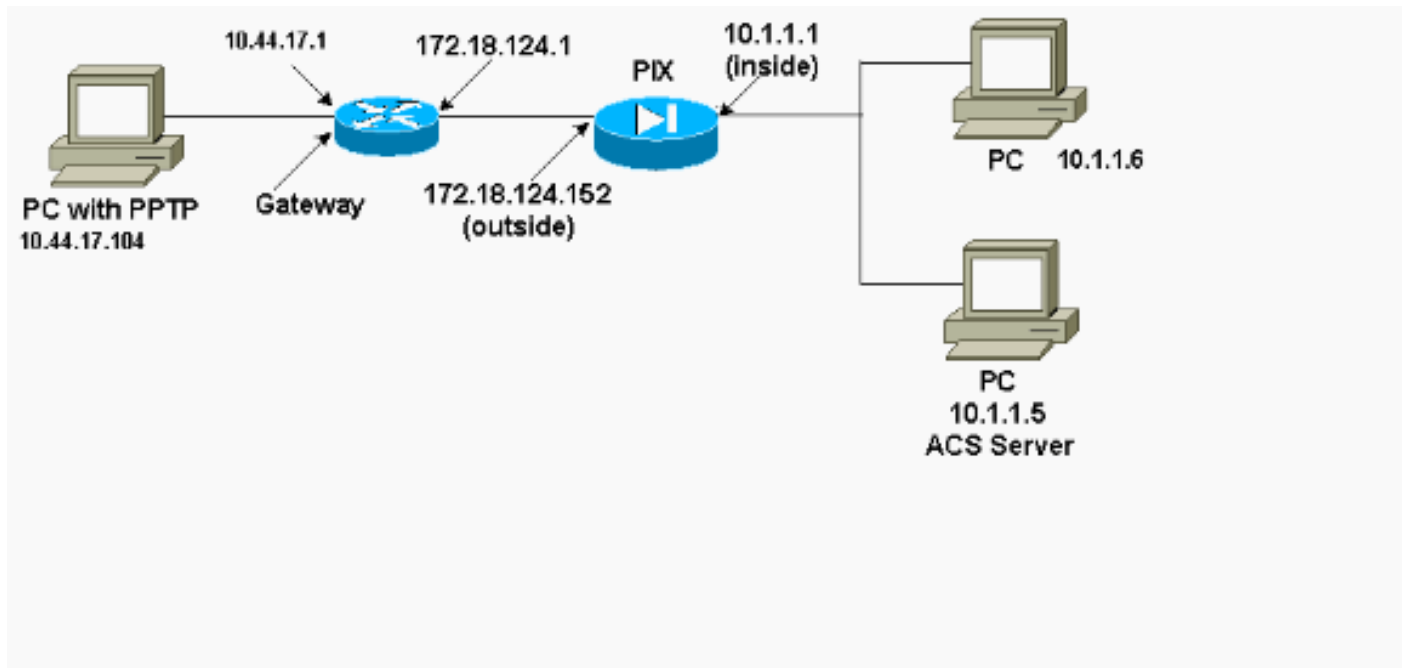 10.44.17.1
172.18.124.1
PIX
10.1.1.1
(inside)
PC with PPTP
10.44.17.104
Gateway
172.18.124.152
(outside)
PC 10.1.1.6
PC
10.1.1.5
ACS Server